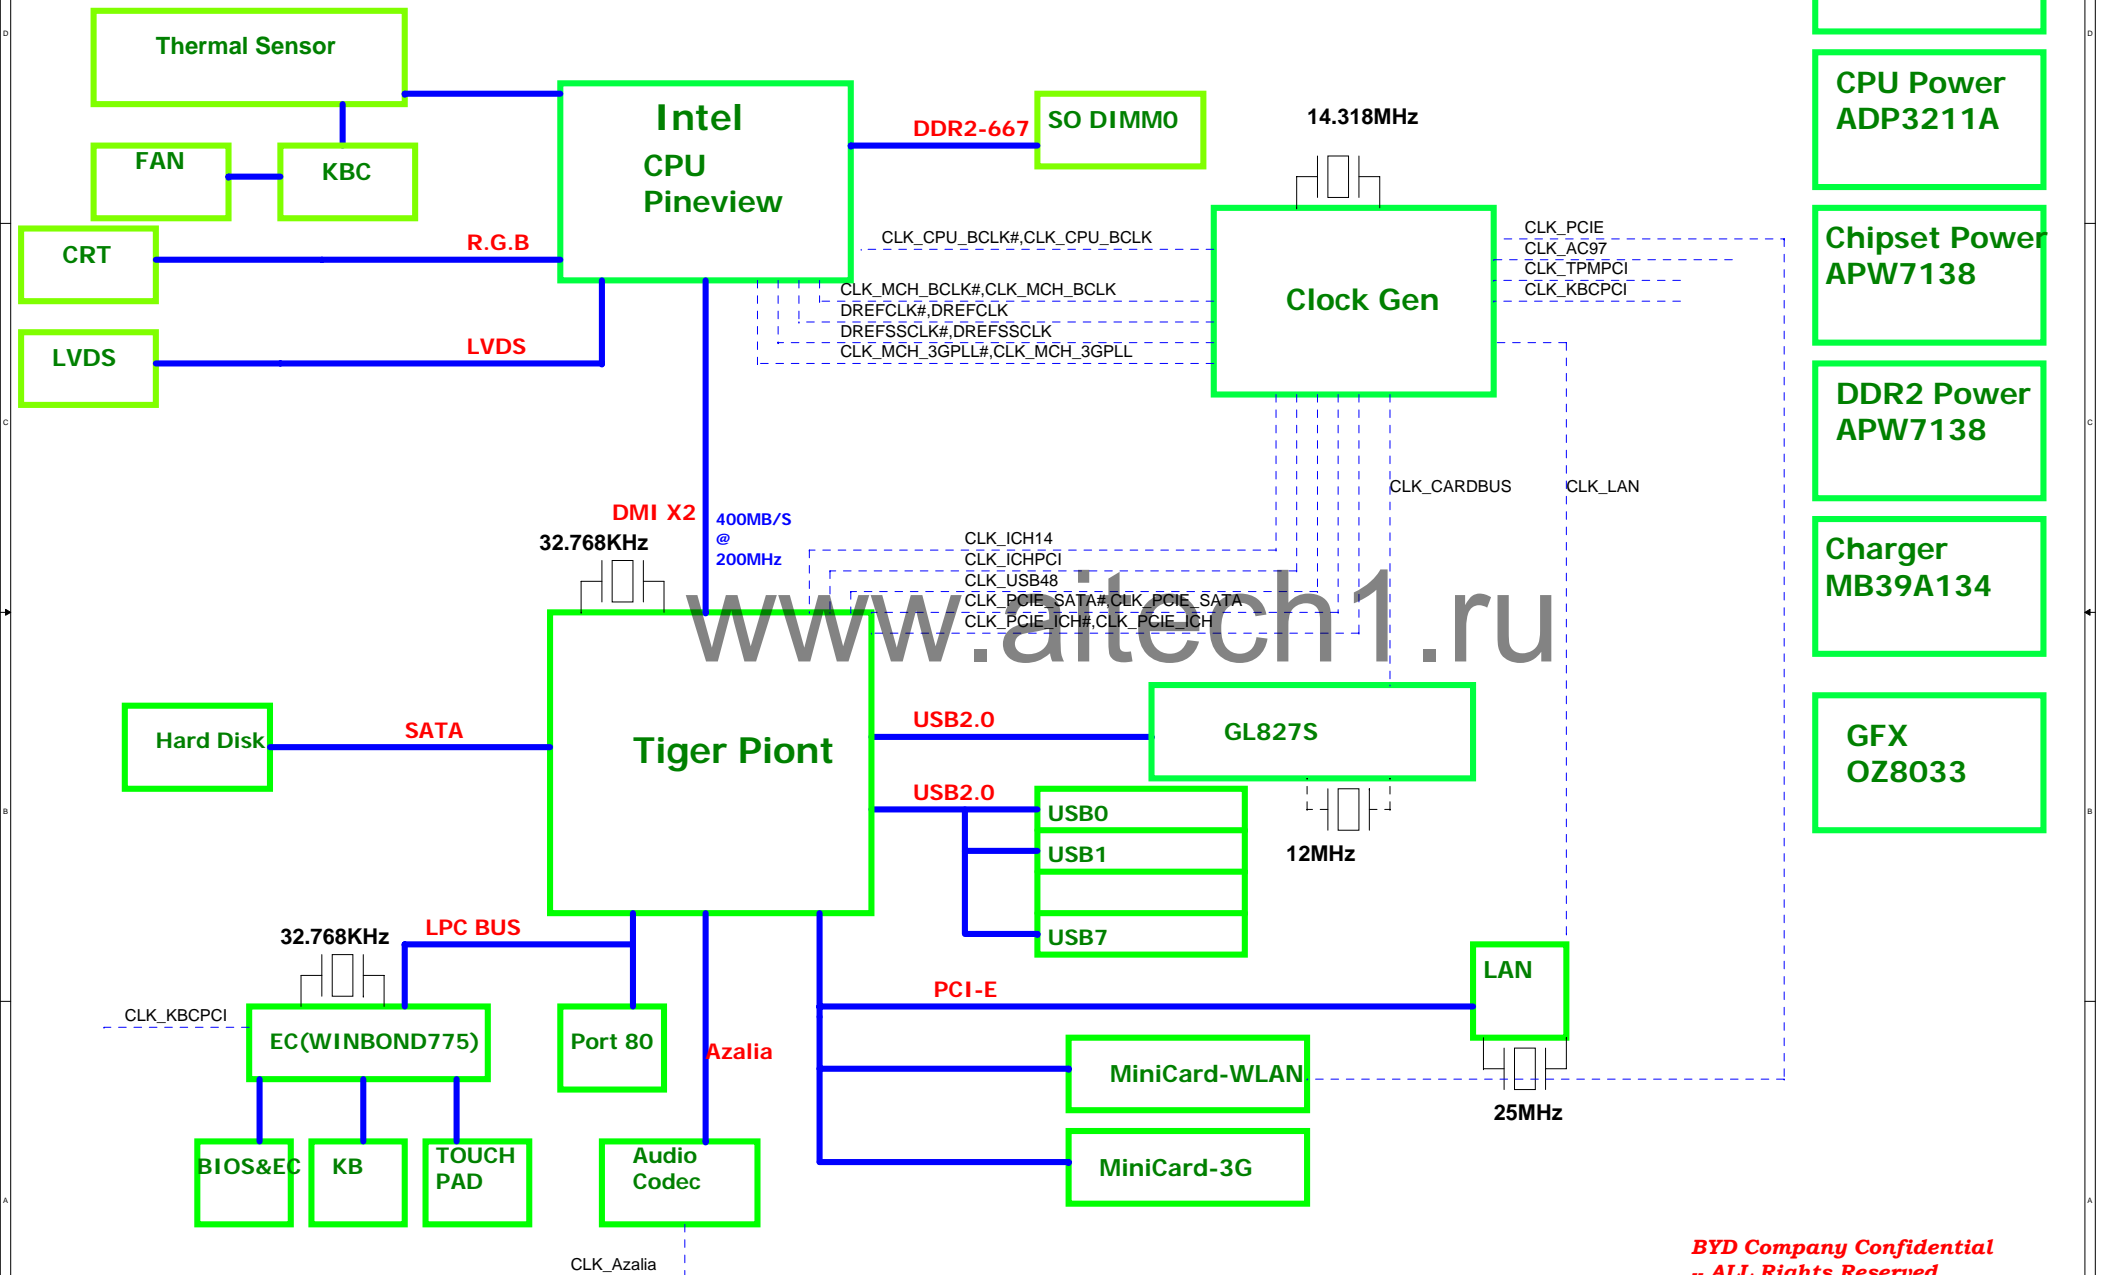 D
D
Thermal Sensor
Intel
CPU
Pineview
DDR2-667
SO DIMM0
14.318MHz
CPU Power
ADP3211A
FAN
KBC
CRT
R.G.B
CLK_CPU_BCLK#,CLK_CPU_BCLK
CLK_MCH_BCLK#,CLK_MCH_BCLK
DREFCLK#,DREFCLK
DREFSSCLK#,DREFSSCLK
CLK_MCH_3GPLL#,CLK_MCH_3GPLL
Clock Gen
CLK_PCIE
CLK_AC97
CLK_TPMPCI
CLK_KBCPCI
Chipset Power
APW7138
LVDS
LVDS
DDR2 Power
APW7138
C
C
CLK_CARDBUS
CLK_LAN
DMI X2
400MB/S
@
200MHz
32.768KHz
CLK_ICH14
CLK_ICHPCI
CLK_USB48
CLK_PCIE_SATA#,CLK_PCIE_SATA
CLK_PCIE_ICH#,CLK_PCIE_ICH
Charger
MB39A134
www.aitech1.ru
Hard Disk
SATA
Tiger Piont
USB2.0
GL827S
GFX
OZ8033
USB2.0
USB0
USB1
USB7
12MHz
B
B
LPC BUS
32.768KHz
PCI-E
LAN
CLK_KBCPCI
EC(WINBOND775)
Port 80
Azalia
MiniCard-WLAN
25MHz
BIOS&EC
KB
TOUCH
PAD
Audio
Codec
MiniCard-3G
A
A
CLK_Azalia
BYD Company Confidential
-- ALL Rights Reserved